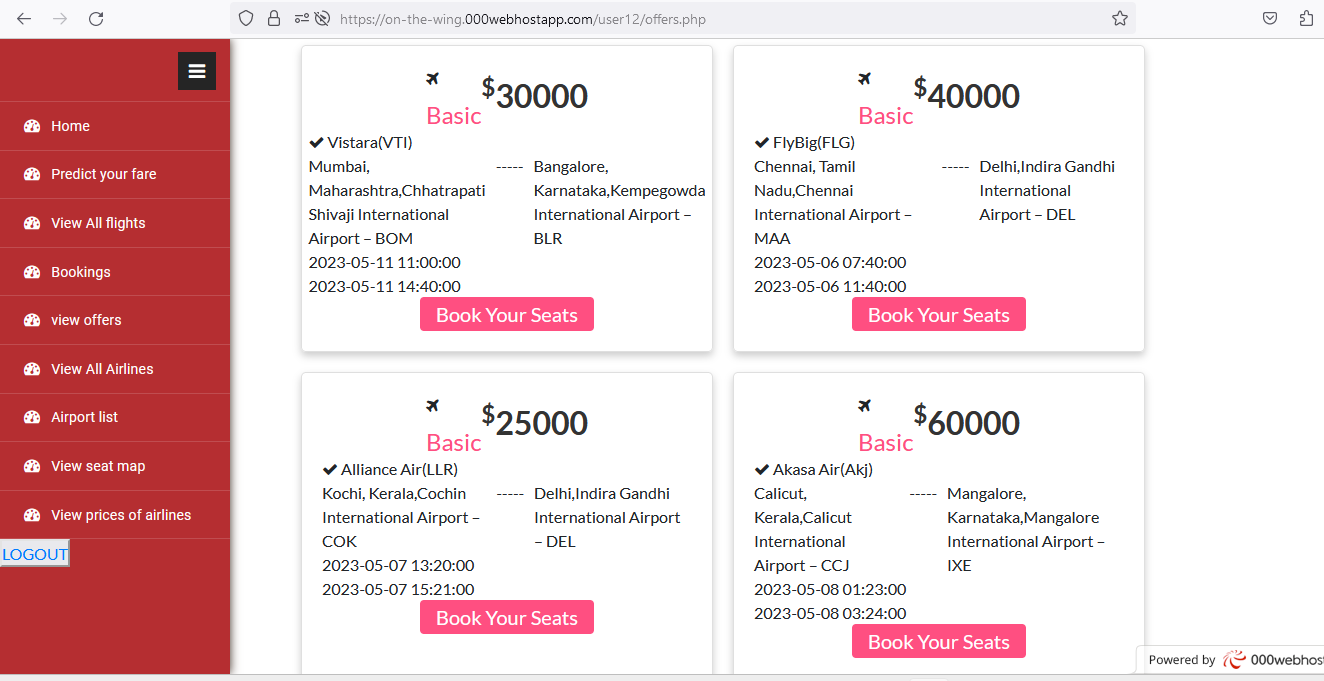 https://on-the-wing.000webhostapp.com/user12/offers.php
Home
Predict your fare
View All flights
Bookings
view offers
View All Airlines
Airport list
View seat map
View prices of airlines
LOGOUT
$30000
Basic
Vistara(VTI)
Mumbai,
Maharashtra,Chhatrapati
Shivaji International
Airport – BOM
-----
Bangalore,
Karnataka,Kempegowda
International Airport –
BLR
2023-05-11 11:00:00
2023-05-11 14:40:00
Book Your Seats
$40000
Basic
FlyBig(FLG)
Chennai, Tamil
Nadu,Chennai
International Airport –
MAA
-----
Delhi,Indira Gandhi
International
Airport – DEL
2023-05-06 07:40:00
2023-05-06 11:40:00
Book Your Seats
$25000
Basic
Alliance Air(LLR)
Kochi, Kerala,Cochin
International Airport –
COK
-----
Delhi,Indira Gandhi
International Airport
– DEL
2023-05-07 13:20:00
2023-05-07 15:21:00
Book Your Seats
$60000
Basic
Akasa Air(Akj)
Calicut,
Kerala,Calicut
International
Airport – CCJ
-----
Mangalore,
Karnataka,Mangalore
International Airport –
IXE
2023-05-08 01:23:00
2023-05-08 03:24:00
Book Your Seats
Powered by 000webhost